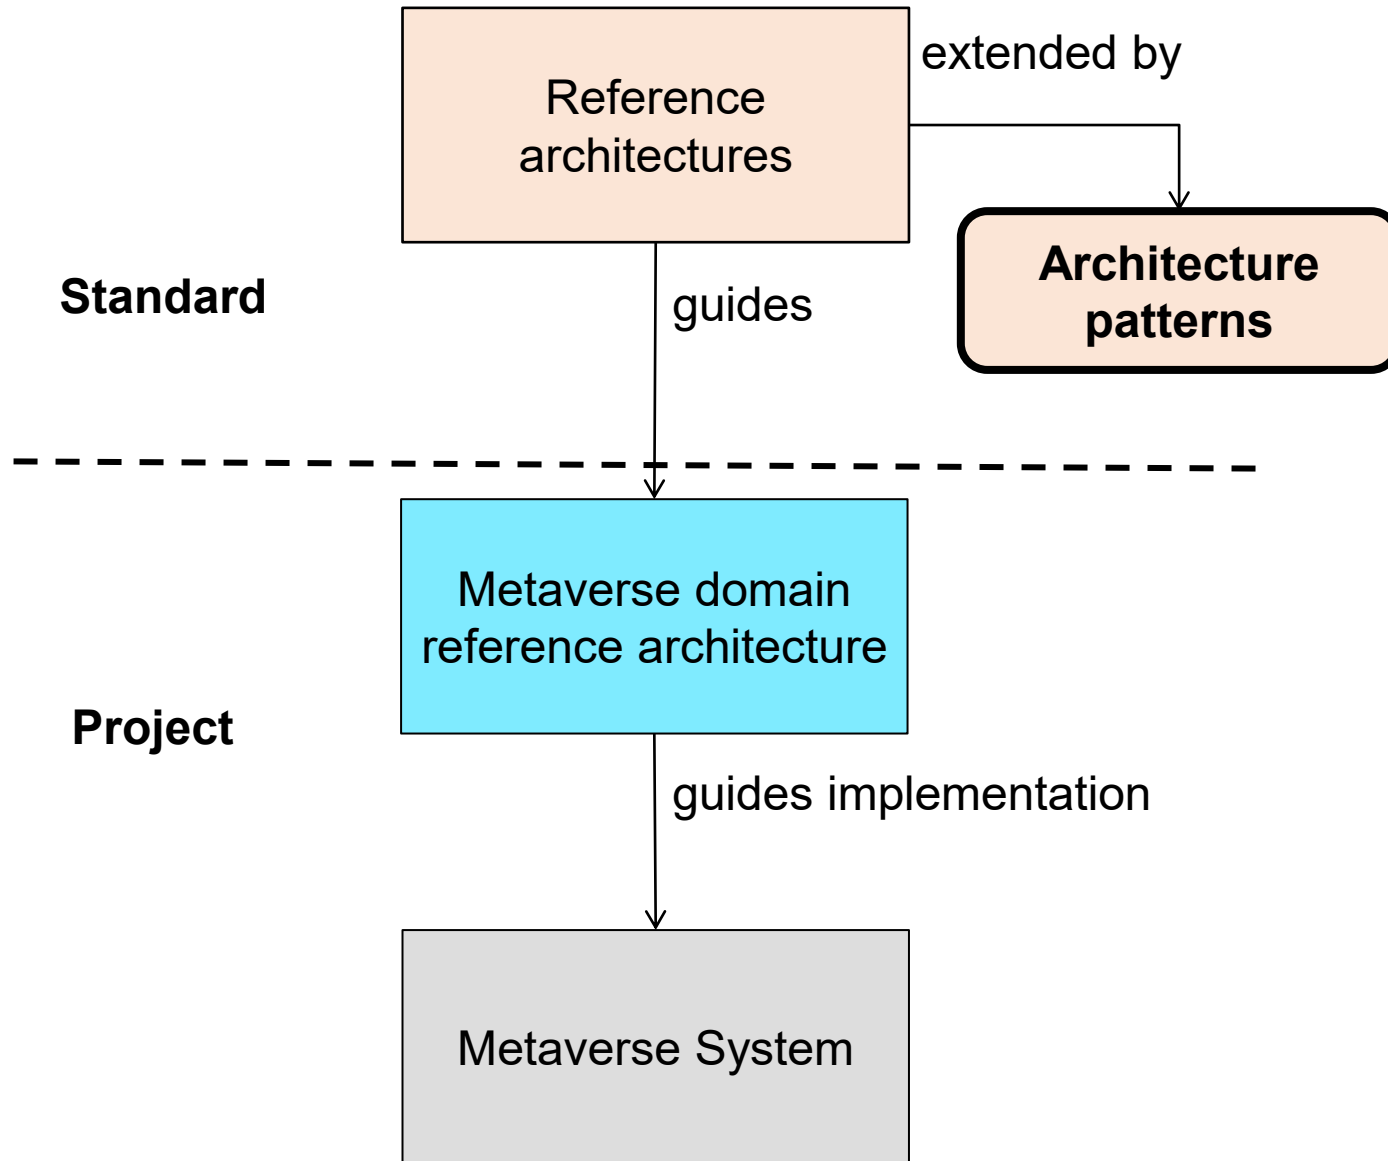 Reference
architectures
extended by
Architecture
patterns
Standard
guides
Metaverse domain
reference architecture
Project
guides implementation
Metaverse System